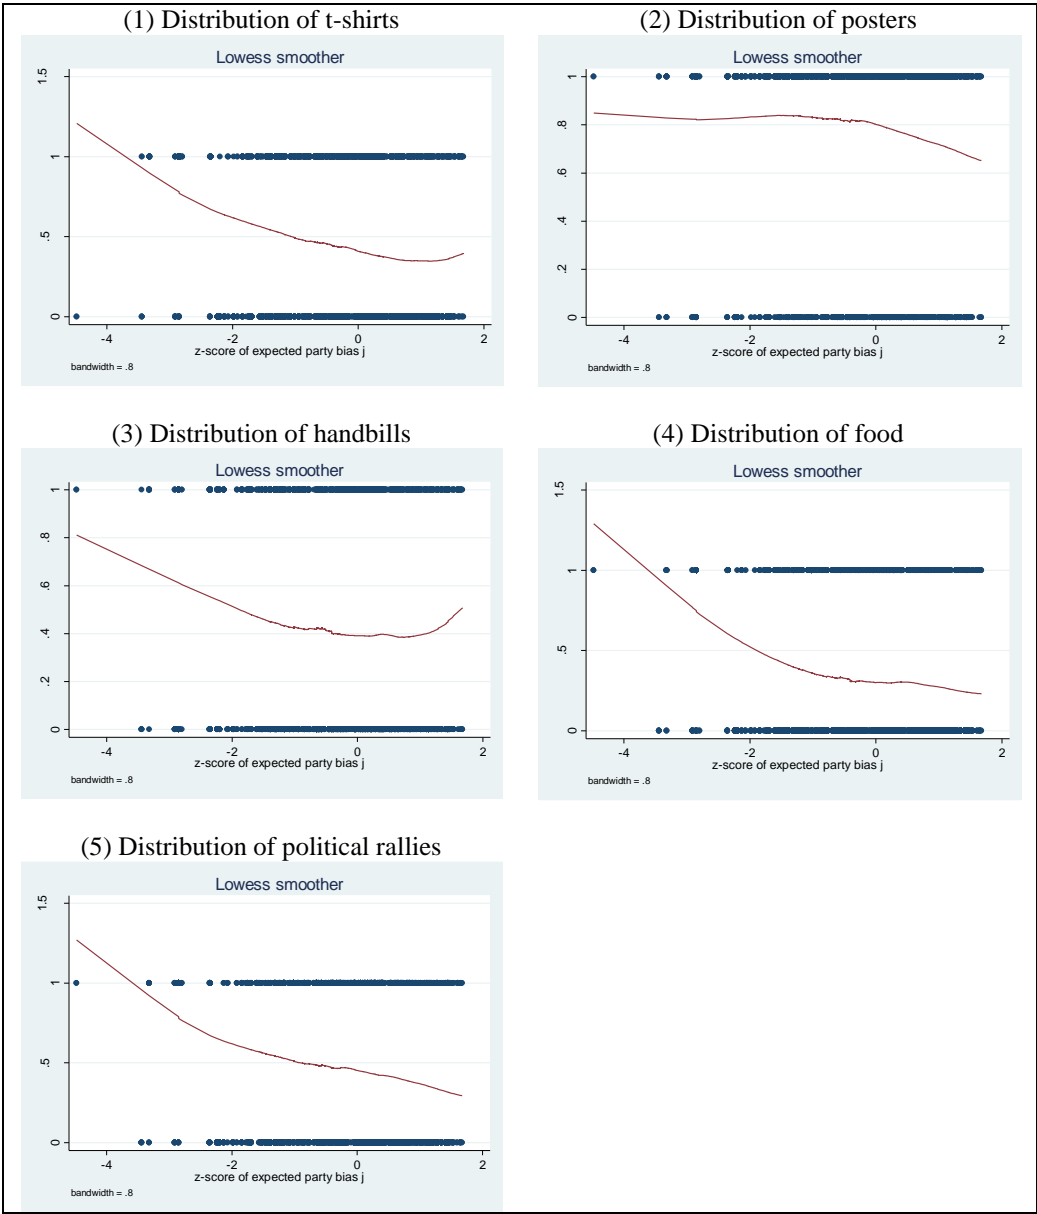 (1) Distribution of t-shirts
Lowess smoother
1.5
1
.5
0
-4 -2 0 2
z-score of expected party bias j
bandwidth = .8
(2) Distribution of posters
Lowess smoother
1
.8
.6
.4
.2
0
-4 -2 0 2
z-score of expected party bias j
bandwidth = .8
(3) Distribution of handbills
Lowess smoother
1
.8
.6
.4
.2
0
-4 -2 0 2
z-score of expected party bias j
bandwidth = .8
(4) Distribution of food
Lowess smoother
1.5
1
.5
0
-4 -2 0 2
z-score of expected party bias j
bandwidth = .8
(5) Distribution of political rallies
Lowess smoother
1.5
1
.5
0
-4 -2 0 2
z-score of expected party bias j
bandwidth = .8